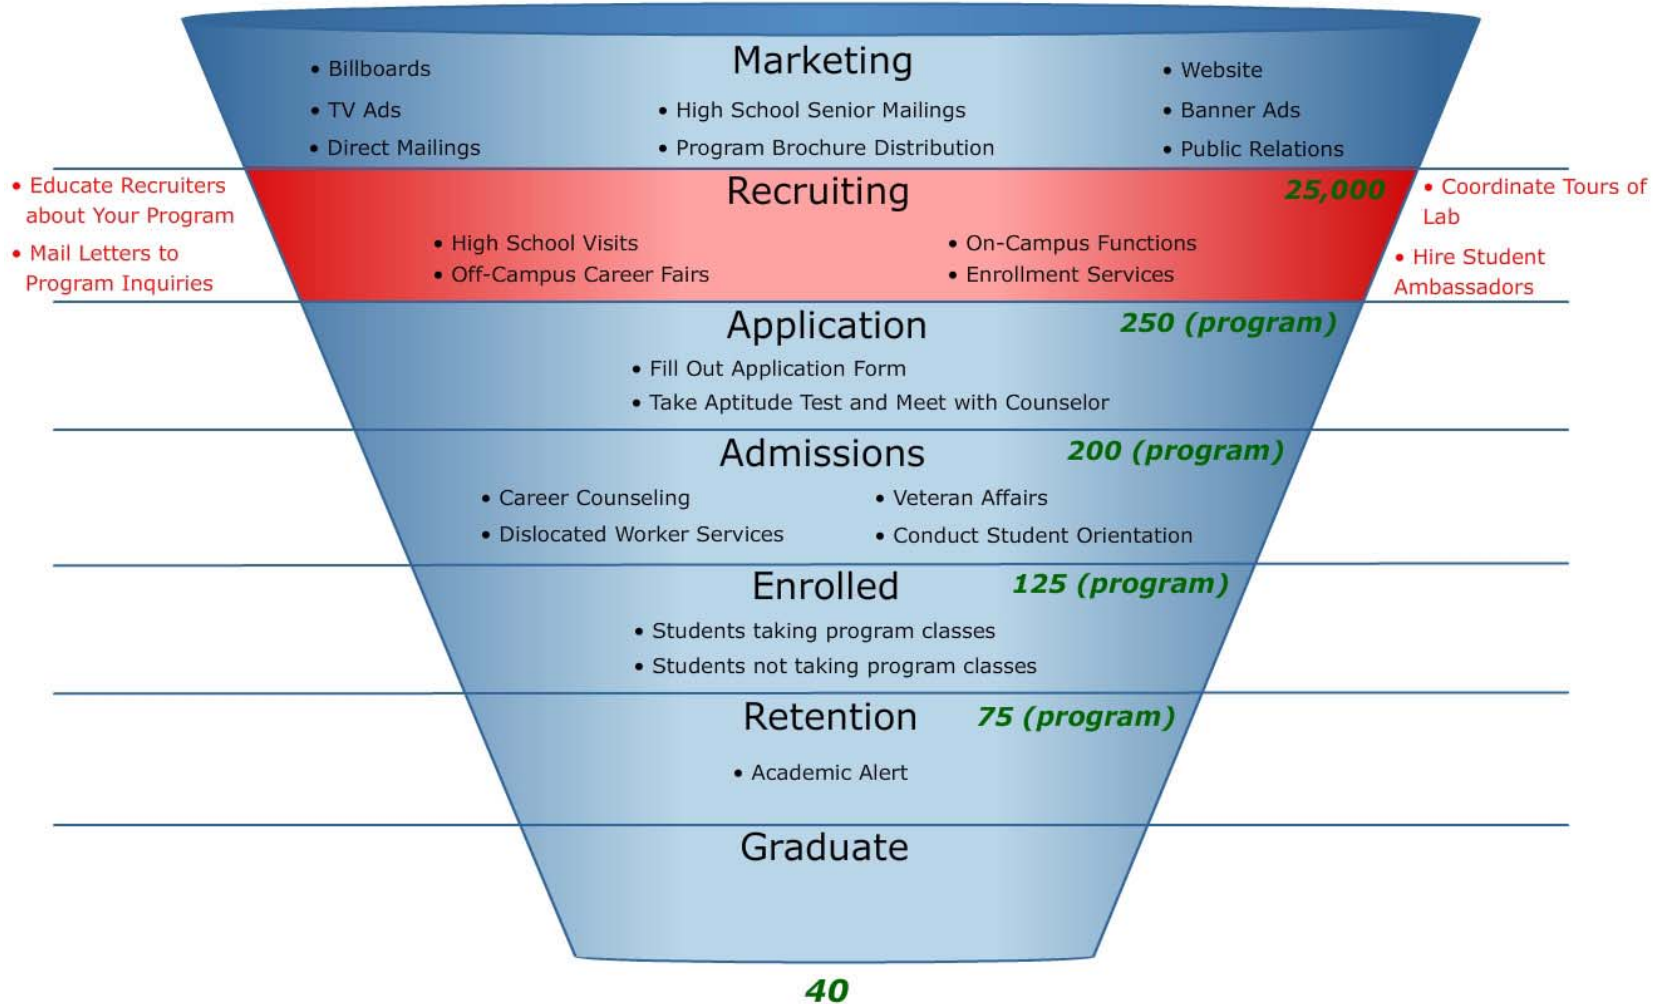 Marketing
• Billboards
• TV Ads
• Direct Mailings
• High School Senior Mailings
• Program Brochure Distribution
• Website
• Banner Ads
• Public Relations
• Educate Recruiters
about Your Program
• Mail Letters to
Program Inquiries
Recruiting
25,000
• High School Visits
• Off-Campus Career Fairs
• On-Campus Functions
• Enrollment Services
• Coordinate Tours of
Lab
• Hire Student
Ambassadors
Application
250 (program)
• Fill Out Application Form
• Take Aptitude Test and Meet with Counselor
Admissions
200 (program)
• Career Counseling
• Dislocated Worker Services
• Veteran Affairs
• Conduct Student Orientation
Enrolled
125 (program)
• Students taking program classes
• Students not taking program classes
Retention
75 (program)
• Academic Alert
Graduate
40